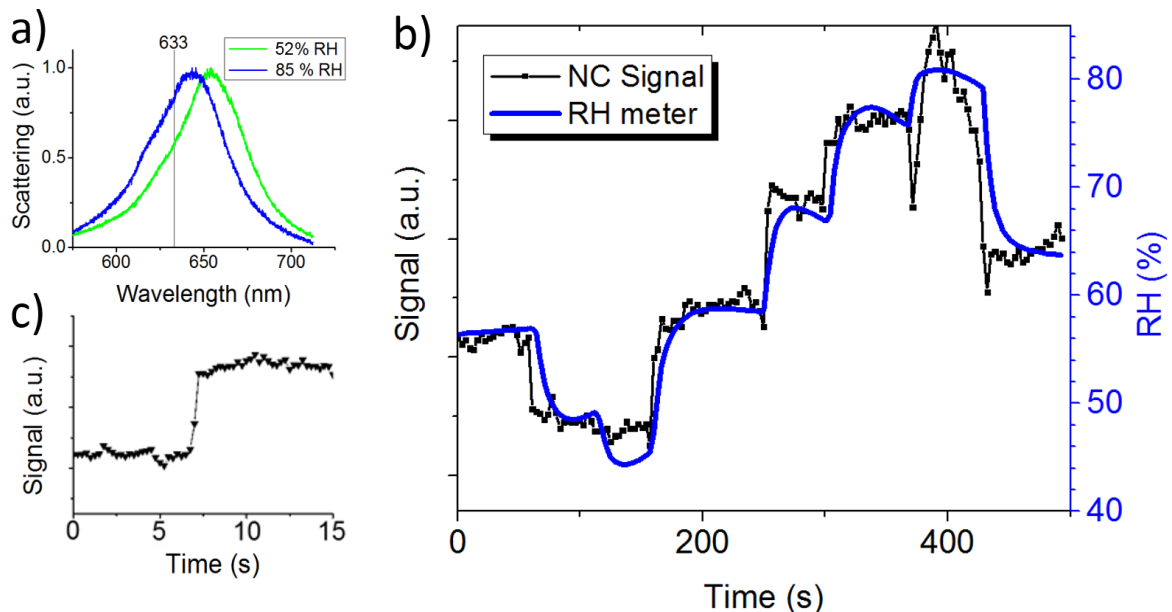 a)
633
52% RH
85 % RH
Scattering (a.u.)
1.0
0.5
0.0
600
650
700
Wavelength (nm)
b)
NC Signal
RH meter
Signal (a.u.)
RH (%)
80
70
60
50
40
0
200
400
Time (s)
c)
Signal (a.u.)
0
5
10
15
Time (s)